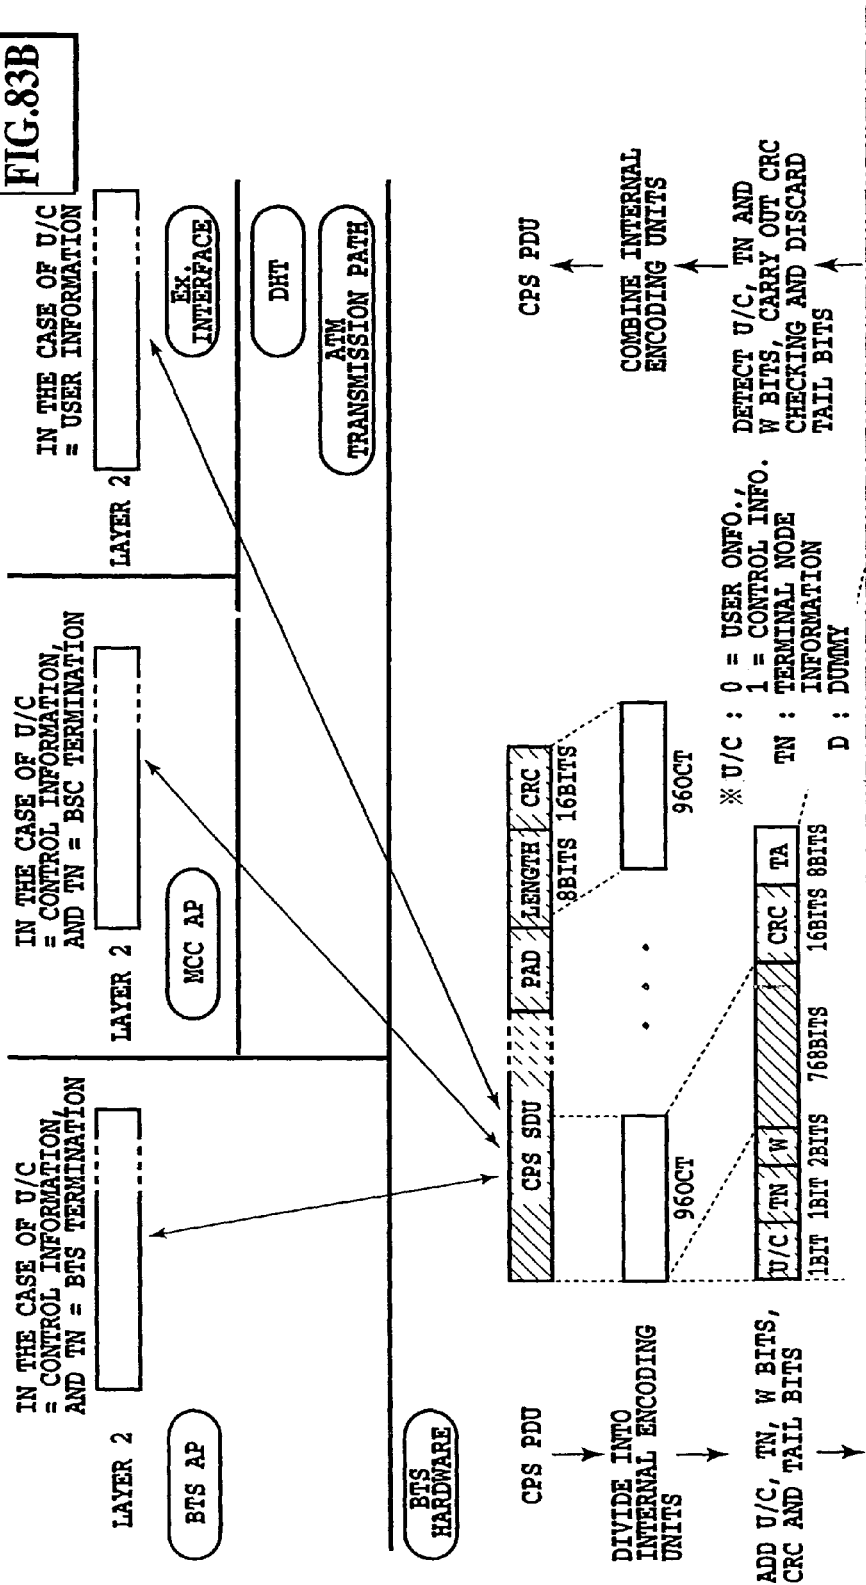 FIG.83B
IN THE CASE OF U/C
= CONTROL INFORMATION,
AND TN = BTS TERMINATION
LAYER 2
BTS AP
IN THE CASE OF U/C
= CONTROL INFORMATION,
AND TN = BSC TERMINATION
LAYER 2
MCC AP
IN THE CASE OF U/C
= USER INFORMATION
LAYER 2
Ex.
INTERFACE
DHT
ATM
TRANSMISSION PATH
BTS
HARDWARE
CPS PDU
CPS SDU
PAD
LENGTH
CRC
8BITS
16BITS
CPS PDU
DIVIDE INTO
INTERNAL ENCODING
UNITS
96OCT
96OCT
COMBINE INTERNAL
ENCODING UNITS
ADD U/C, TN, W BITS,
CRC AND TAIL BITS
U/C
TN
W
CRC
TA
1BIT
1BIT
2BITS
768BITS
16BITS
8BITS
※ U/C : 0 = USER ONFO.,
1 = CONTROL INFO.
TN : TERMINAL NODE
INFORMATION
D : DUMMY
DETECT U/C, TN AND
W BITS, CARRY OUT CRC
CHECKING AND DISCARD
TAIL BITS